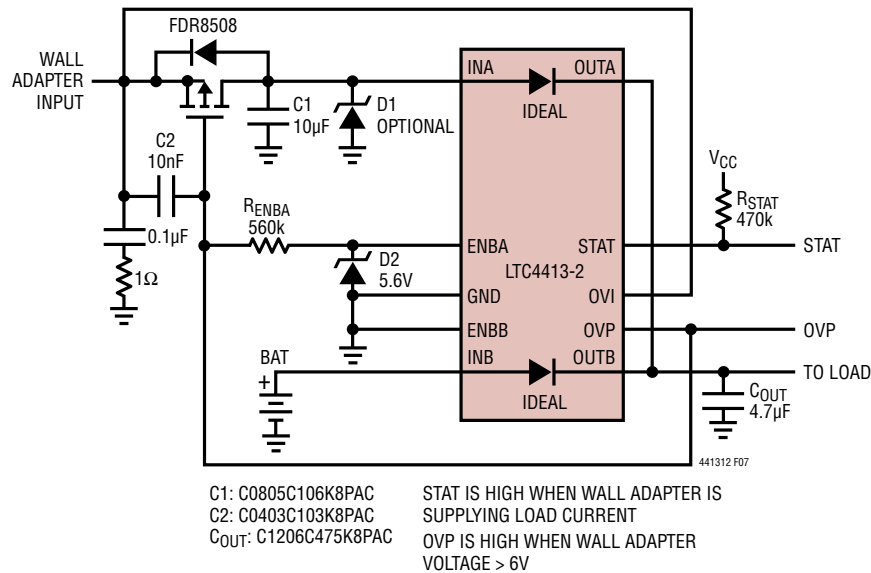 FDR8508
WALL
ADAPTER
INPUT
INA
OUTA
IDEAL
C1
10µF
D1
OPTIONAL
C2
10nF
VCC
RSTAT
470k
RENBA
560k
0.1µF
1Ω
ENBA
STAT
STAT
D2
5.6V
LTC4413-2
GND
OVI
ENBB
OVP
OVP
BAT
+
INB
OUTB
TO LOAD
IDEAL
COUT
4.7µF
441312 F07
C1: C0805C106K8PAC
C2: C0403C103K8PAC
COUT: C1206C475K8PAC
STAT IS HIGH WHEN WALL ADAPTER IS
SUPPLYING LOAD CURRENT
OVP IS HIGH WHEN WALL ADAPTER
VOLTAGE > 6V